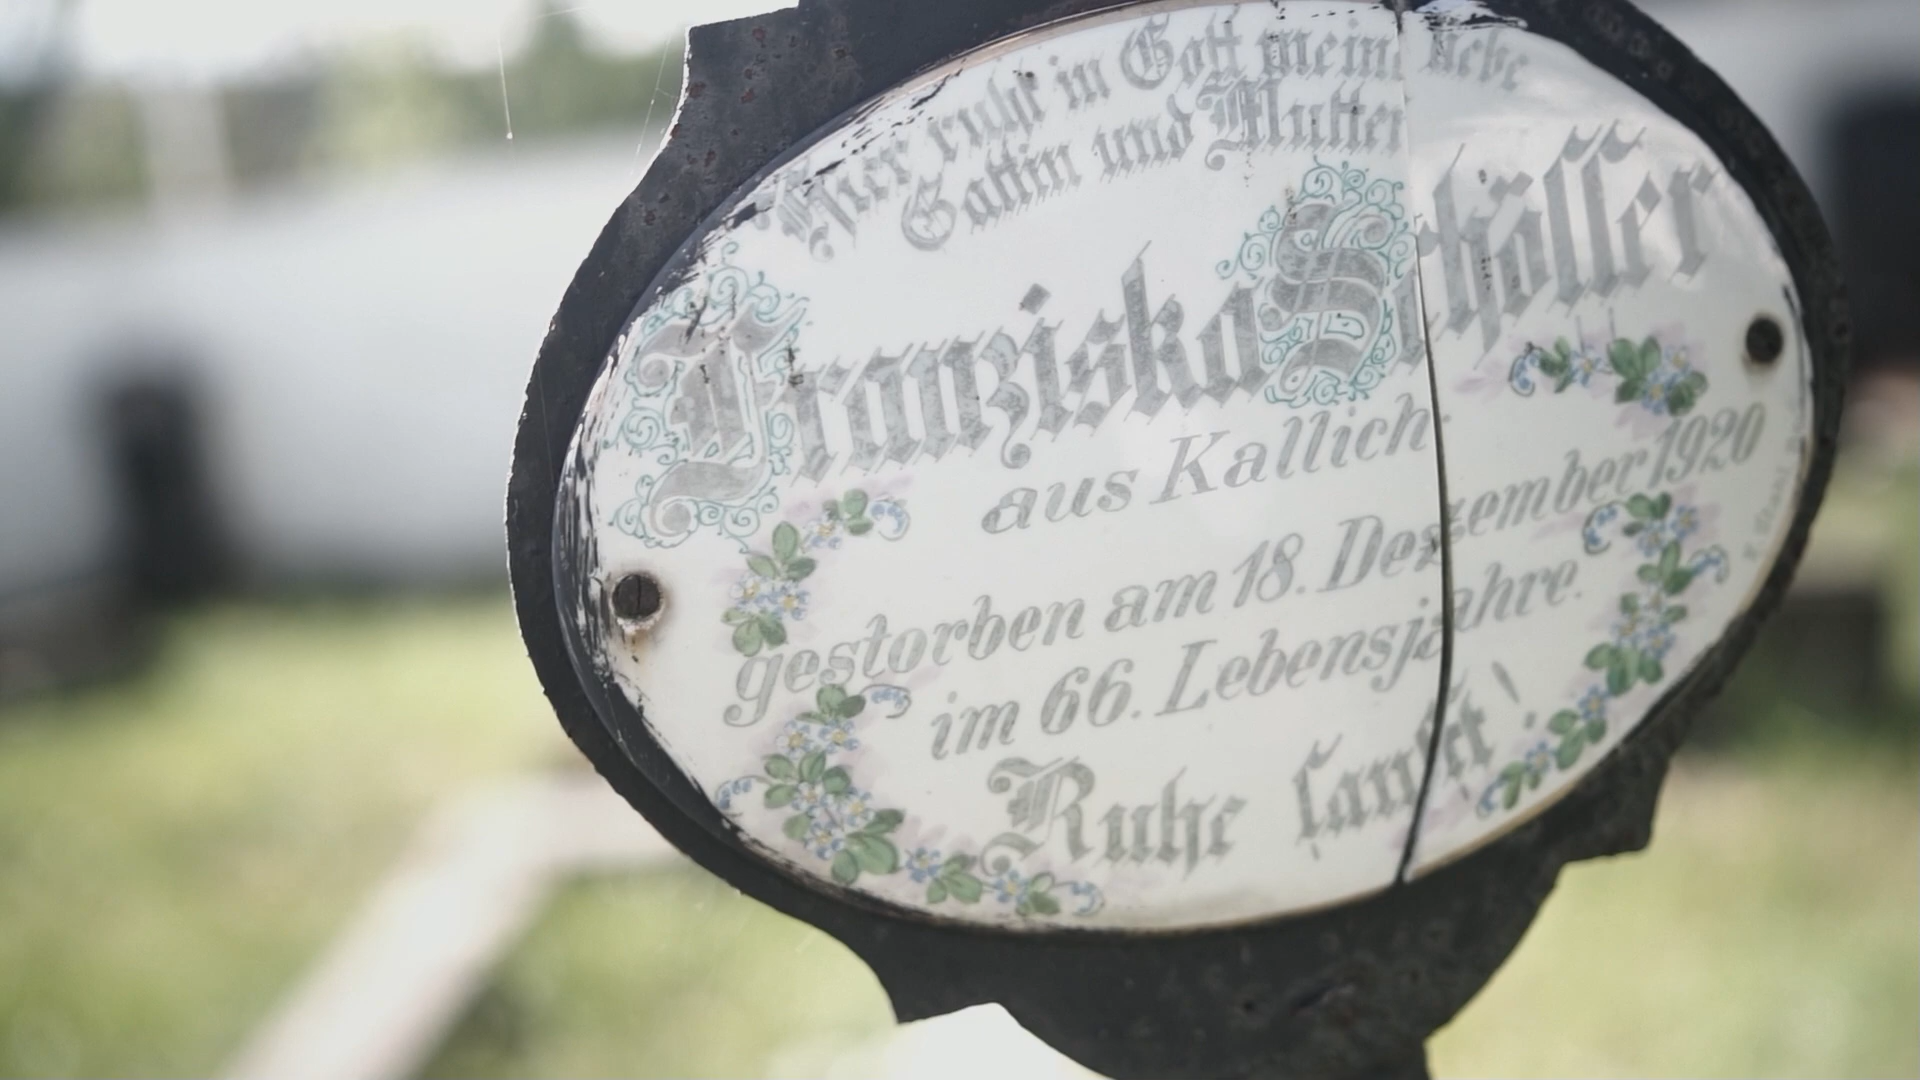 Hier ruht in Gott meine liebe
Gattin und Mutter
Franziska Schösser
aus Kallich.
gestorben am 18. Dezember 1920
im 66. Lebensjahre.
Ruhe sanft!